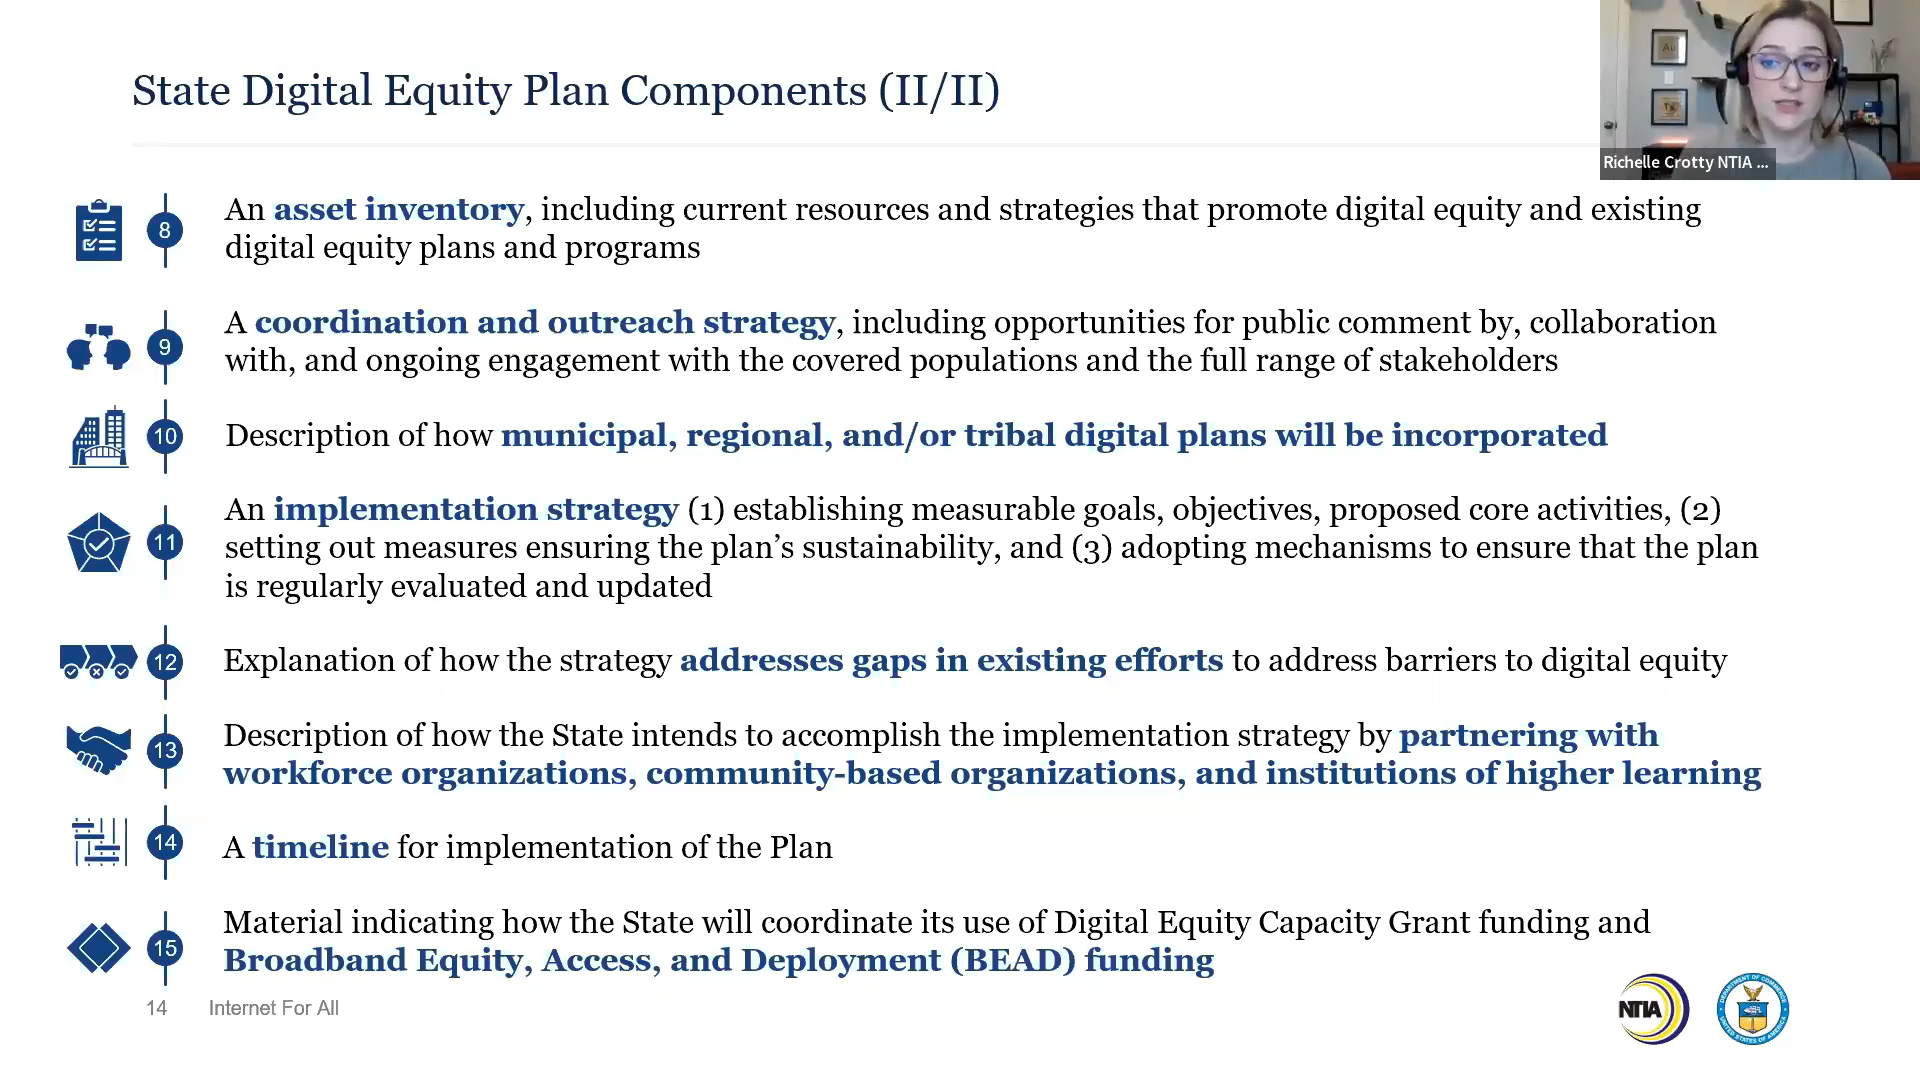 State Digital Equity Plan Components (II/II)
Au
Richelle Crotty NTIA ...
8
An asset inventory, including current resources and strategies that promote digital equity and existing
digital equity plans and programs
9
A coordination and outreach strategy, including opportunities for public comment by, collaboration
with, and ongoing engagement with the covered populations and the full range of stakeholders
10
Description of how municipal, regional, and/or tribal digital plans will be incorporated
11
An implementation strategy (1) establishing measurable goals, objectives, proposed core activities, (2)
setting out measures ensuring the plan’s sustainability, and (3) adopting mechanisms to ensure that the plan
is regularly evaluated and updated
12
Explanation of how the strategy addresses gaps in existing efforts to address barriers to digital equity
13
Description of how the State intends to accomplish the implementation strategy by partnering with
workforce organizations, community-based organizations, and institutions of higher learning
14
A timeline for implementation of the Plan
15
Material indicating how the State will coordinate its use of Digital Equity Capacity Grant funding and
Broadband Equity, Access, and Deployment (BEAD) funding
14 Internet For All
NTIA
DEPARTMENT OF COMMERCE
UNITED STATES OF AMERICA